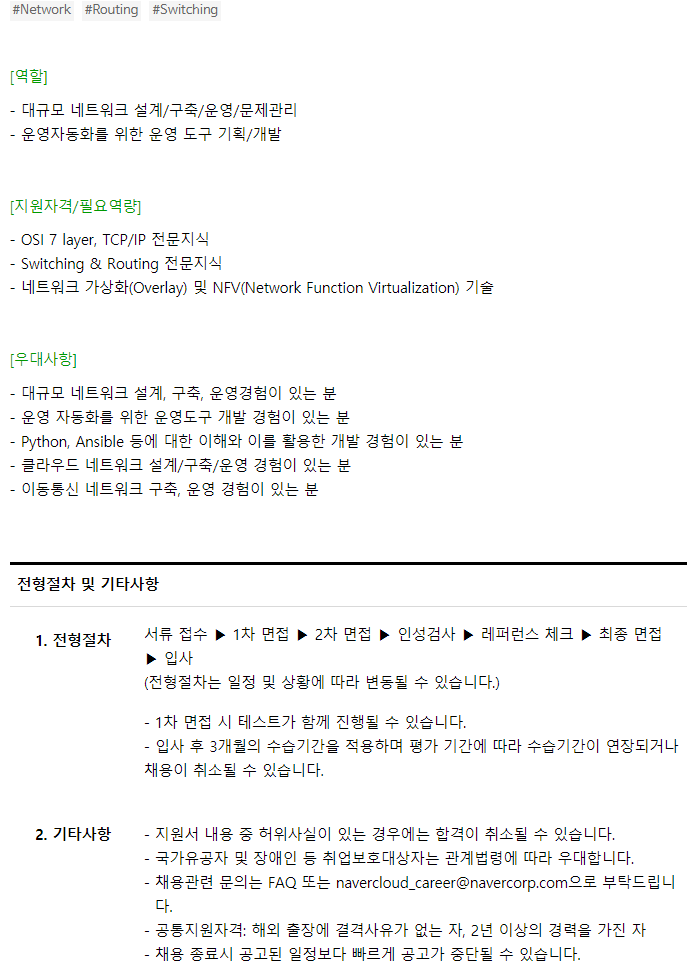 #Network #Routing #Switching
[역할]
- 대규모 네트워크 설계/구축/운영/문제관리
- 운영자동화를 위한 운영 도구 기획/개발
[지원자격/필요역량]
- OSI 7 layer, TCP/IP 전문지식
- Switching & Routing 전문지식
- 네트워크 가상화(Overlay) 및 NFV(Network Function Virtualization) 기술
[우대사항]
- 대규모 네트워크 설계, 구축, 운영경험이 있는 분
- 운영 자동화를 위한 운영도구 개발 경험이 있는 분
- Python, Ansible 등에 대한 이해와 이를 활용한 개발 경험이 있는 분
- 클라우드 네트워크 설계/구축/운영 경험이 있는 분
- 이동통신 네트워크 구축, 운영 경험이 있는 분
전형절차 및 기타사항
1. 전형절차
서류 접수 ▶ 1차 면접 ▶ 2차 면접 ▶ 인성검사 ▶ 레퍼런스 체크 ▶ 최종 면접
▶ 입사
(전형절차는 일정 및 상황에 따라 변동될 수 있습니다.)
- 1차 면접 시 테스트가 함께 진행될 수 있습니다.
- 입사 후 3개월의 수습기간을 적용하며 평가 기간에 따라 수습기간이 연장되거나
채용이 취소될 수 있습니다.
2. 기타사항
- 지원서 내용 중 허위사실이 있는 경우에는 합격이 취소될 수 있습니다.
- 국가유공자 및 장애인 등 취업보호대상자는 관계법령에 따라 우대합니다.
- 채용관련 문의는 FAQ 또는 navercloud_career@navercorp.com으로 부탁드립니
다.
- 공통지원자격: 해외 출장에 결격사유가 없는 자, 2년 이상의 경력을 가진 자
- 채용 종료시 공고된 일정보다 빠르게 공고가 중단될 수 있습니다.